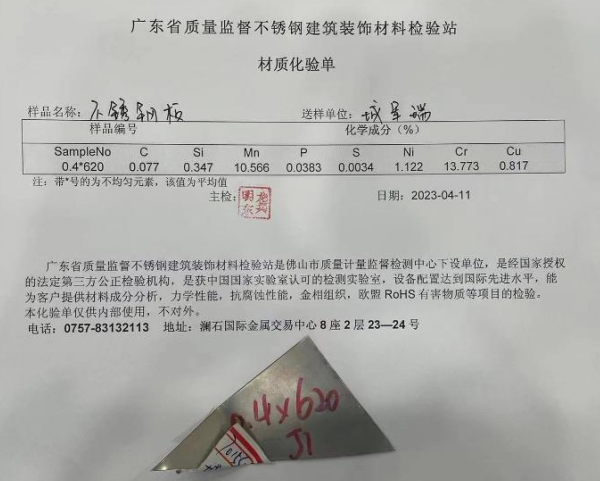 广东省质量监督不锈钢建筑装饰材料检验站
材质化验单
样品名称：不锈钢板 送样单位：城呈端
样品编号 化学成分（%）
SampleNo C Si Mn P S Ni Cr Cu
0.4*620 0.077 0.347 10.566 0.0383 0.0034 1.122 13.773 0.817
注：带*号的为不均匀元素，该值为平均值
主检： 日期：2023-04-11
广东省质量监督不锈钢建筑装饰材料检验站是佛山市质量计量监督检测中心下设单位，是经国家授权
的法定第三方公正检验机构，是获中国国家实验室认可的检测实验室，设备配置达到国际先进水平，能
为客户提供材料成分分析，力学性能，抗腐蚀性能，金相组织，欧盟 RoHS 有害物质等项目的检验。
本化验单仅供内部使用，不对外。
电话：0757-83132113 地址：澜石国际金属交易中心 8 座 2 层 23—24 号
0.4×620
J1